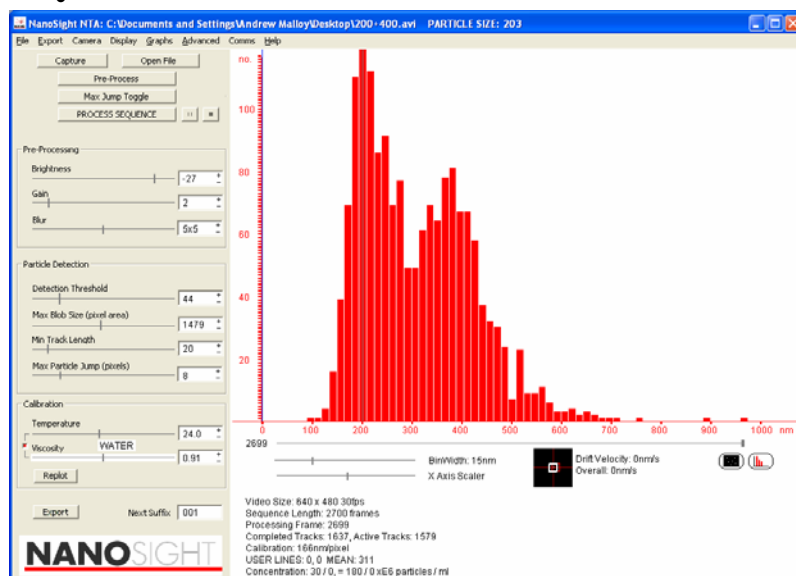 NanoSight NTA: C:\Documents and Settings\Andrew Malloy\Desktop\200+400.avi PARTICLE SIZE: 203
File Export Camera Display Graphs Advanced Comms Help
Capture Open File
Pre-Process
Max Jump Toggle
PROCESS SEQUENCE
Pre-Processing
Brightness
-27
Gain
2
Blur
5x5
Particle Detection
Detection Threshold
44
Max Blob Size (pixel area)
1479
Min Track Length
20
Max Particle Jump (pixels)
8
Calibration
Temperature
24.0
Viscosity WATER
0.91
Replot
Export Next Suffix 001
NANOSIGHT
no.
100
80
60
40
20
0 100 200 300 400 500 600 700 800 900 1000 nm
2699
BinWidth: 15nm
X Axis Scaler
Drift Velocity: 0nm/s
Overall: 0nm/s
Video Size: 640 x 480 30fps
Sequence Length: 2700 frames
Processing Frame: 2699
Completed Tracks: 1637, Active Tracks: 1579
Calibration: 166nm/pixel
USER LINES: 0, 0 MEAN: 311
Concentration: 30 / 0, = 180 / 0 xE6 particles / ml